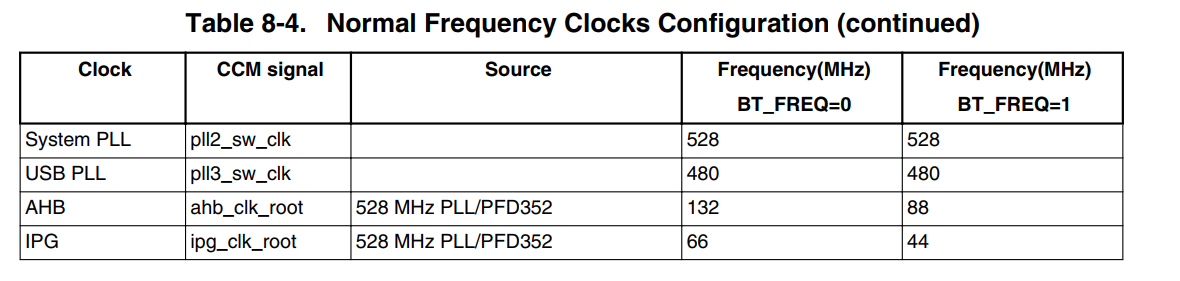 Table 8-4. Normal Frequency Clocks Configuration (continued)
Clock CCM signal Source Frequency(MHz) Frequency(MHz)
BT_FREQ=0 BT_FREQ=1
System PLL pll2_sw_clk 528 528
USB PLL pll3_sw_clk 480 480
AHB ahb_clk_root 528 MHz PLL/PFD352 132 88
IPG ipg_clk_root 528 MHz PLL/PFD352 66 44